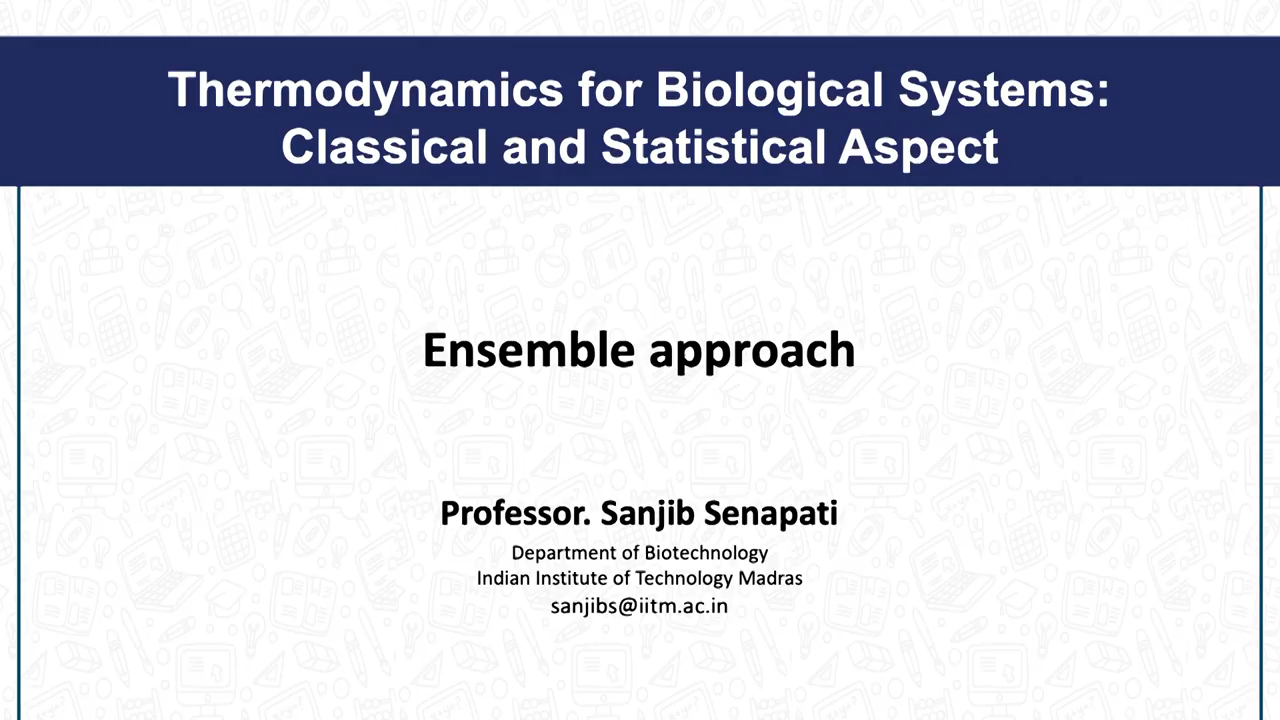 Thermodynamics for Biological Systems:
Classical and Statistical Aspect
Ensemble approach
Professor. Sanjib Senapati
Department of Biotechnology
Indian Institute of Technology Madras
sanjibs@iitm.ac.in